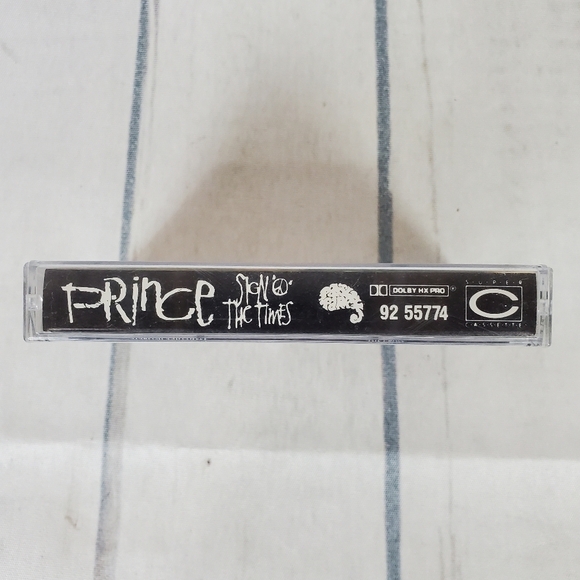 PRINCE
SIGN "☮" THE TIMES
DOLBY HX PRO
92 55774
SUPER
C
CASSETTE